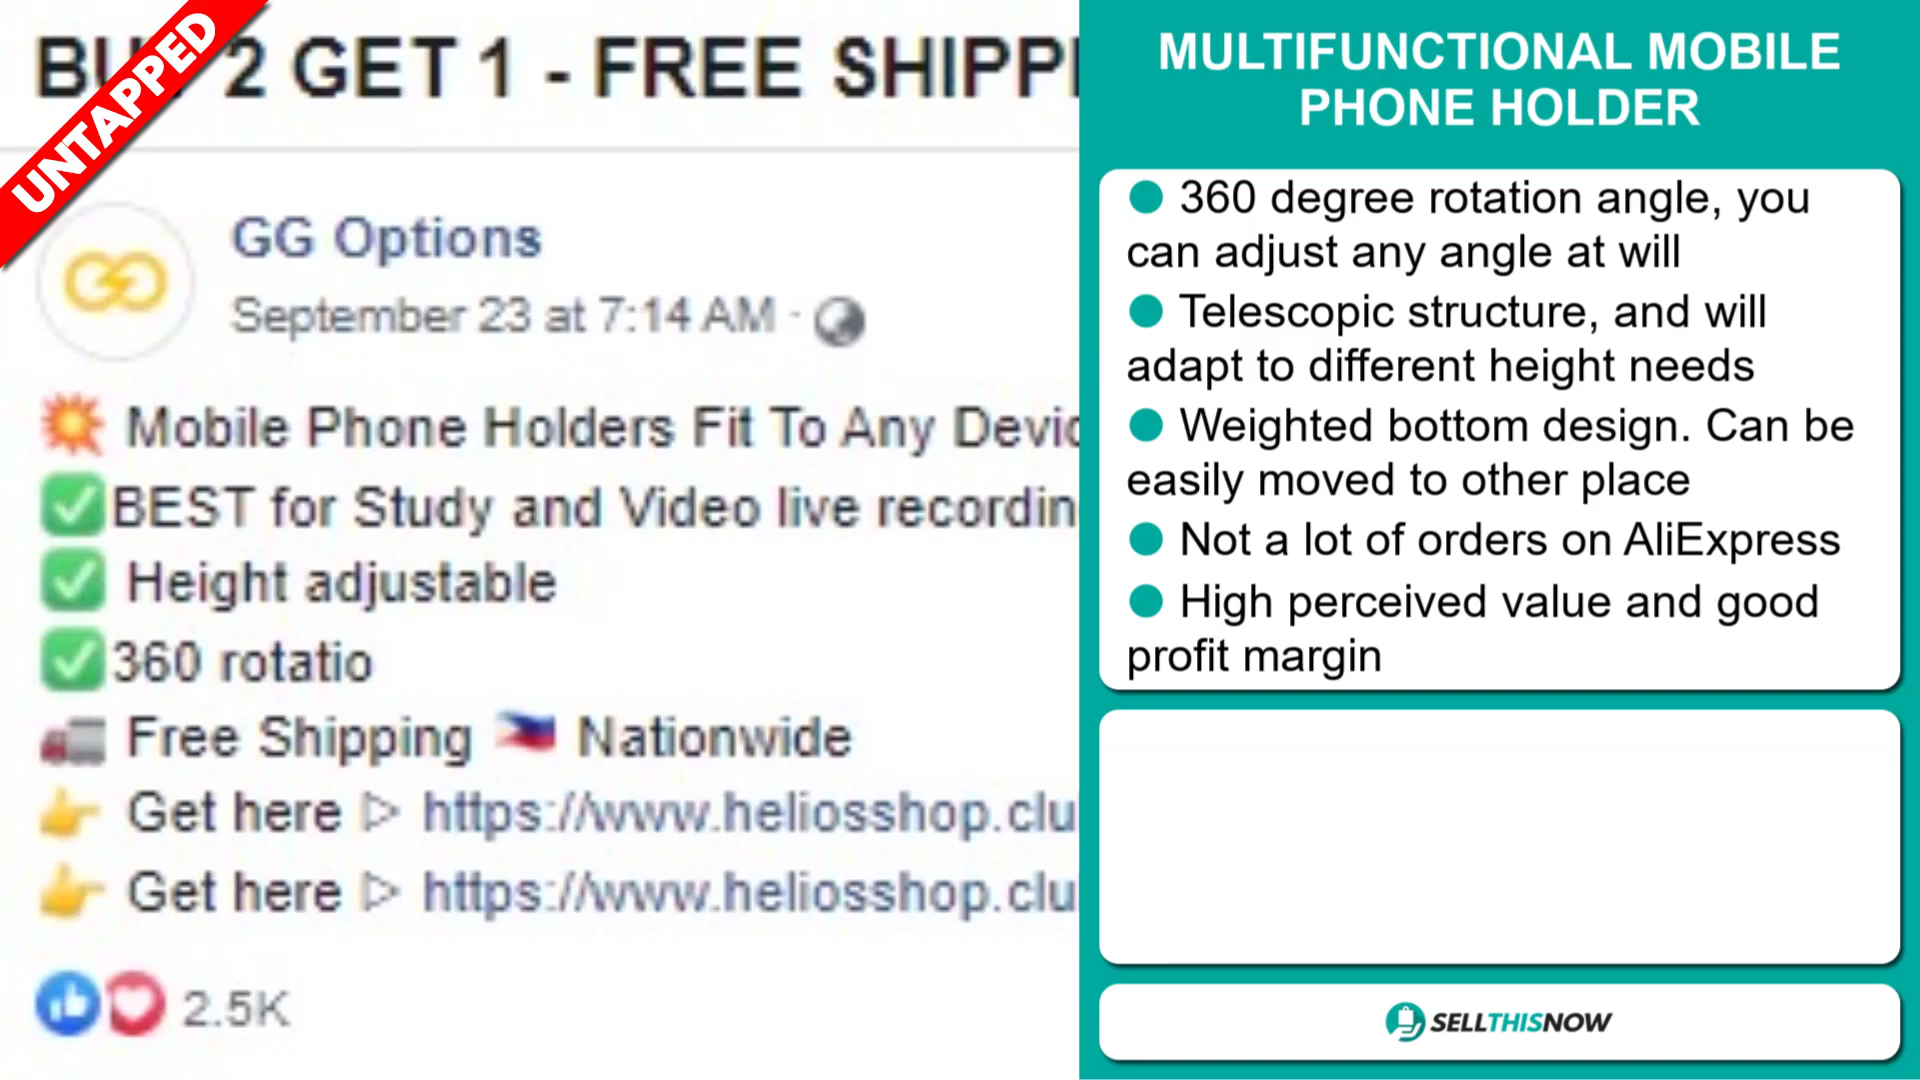 BUY 2 GET 1 - FREE SHIPPI
UNTAPPED
GG Options
September 23 at 7:14 AM ·
Mobile Phone Holders Fit To Any Devic
BEST for Study and Video live recordin
Height adjustable
360 rotatio
Free Shipping Nationwide
Get here ▷ https://www.heliosshop.clu
Get here ▷ https://www.heliosshop.clu
2.5K
MULTIFUNCTIONAL MOBILE
PHONE HOLDER
● 360 degree rotation angle, you
can adjust any angle at will
● Telescopic structure, and will
adapt to different height needs
● Weighted bottom design. Can be
easily moved to other place
● Not a lot of orders on AliExpress
● High perceived value and good
profit margin
SELLTHISNOW